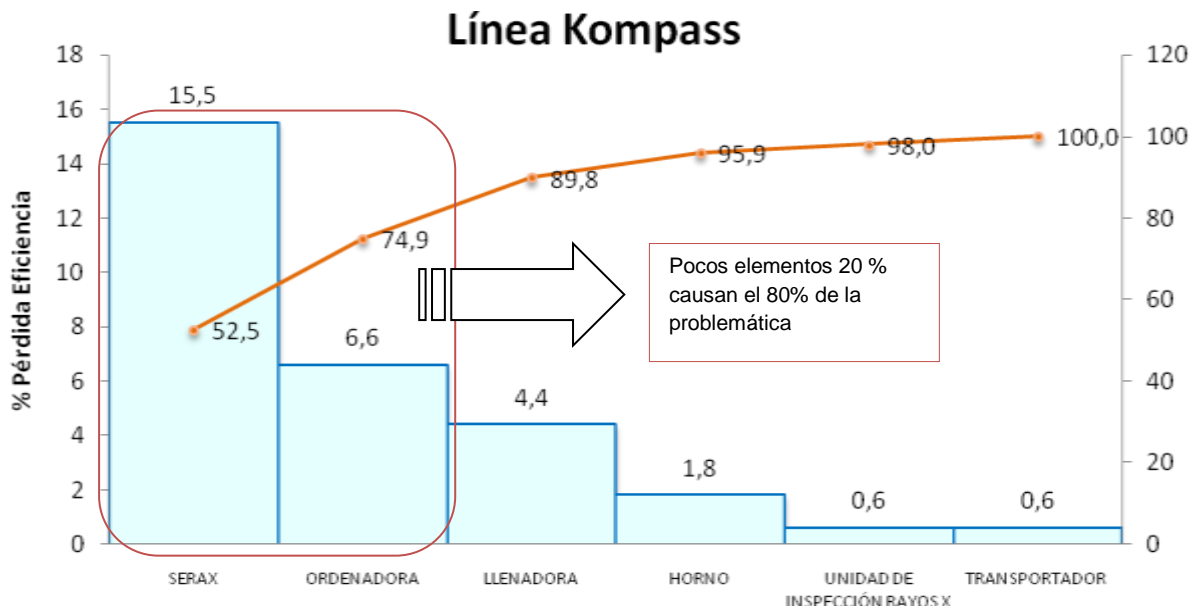 Línea Kompass
% Pérdida Eficiencia
18
16
14
12
10
8
6
4
2
0
120
100
80
60
40
20
0
15,5
6,6
4,4
1,8
0,6
0,6
52,5
74,9
89,8
95,9
98,0
100,0
Pocos elementos 20 %
causan el 80% de la
problemática
SERAX
ORDENADORA
LLENADORA
HORNO
UNIDAD DE
INSPECCIÓN RAYOS X
TRANSPORTADOR